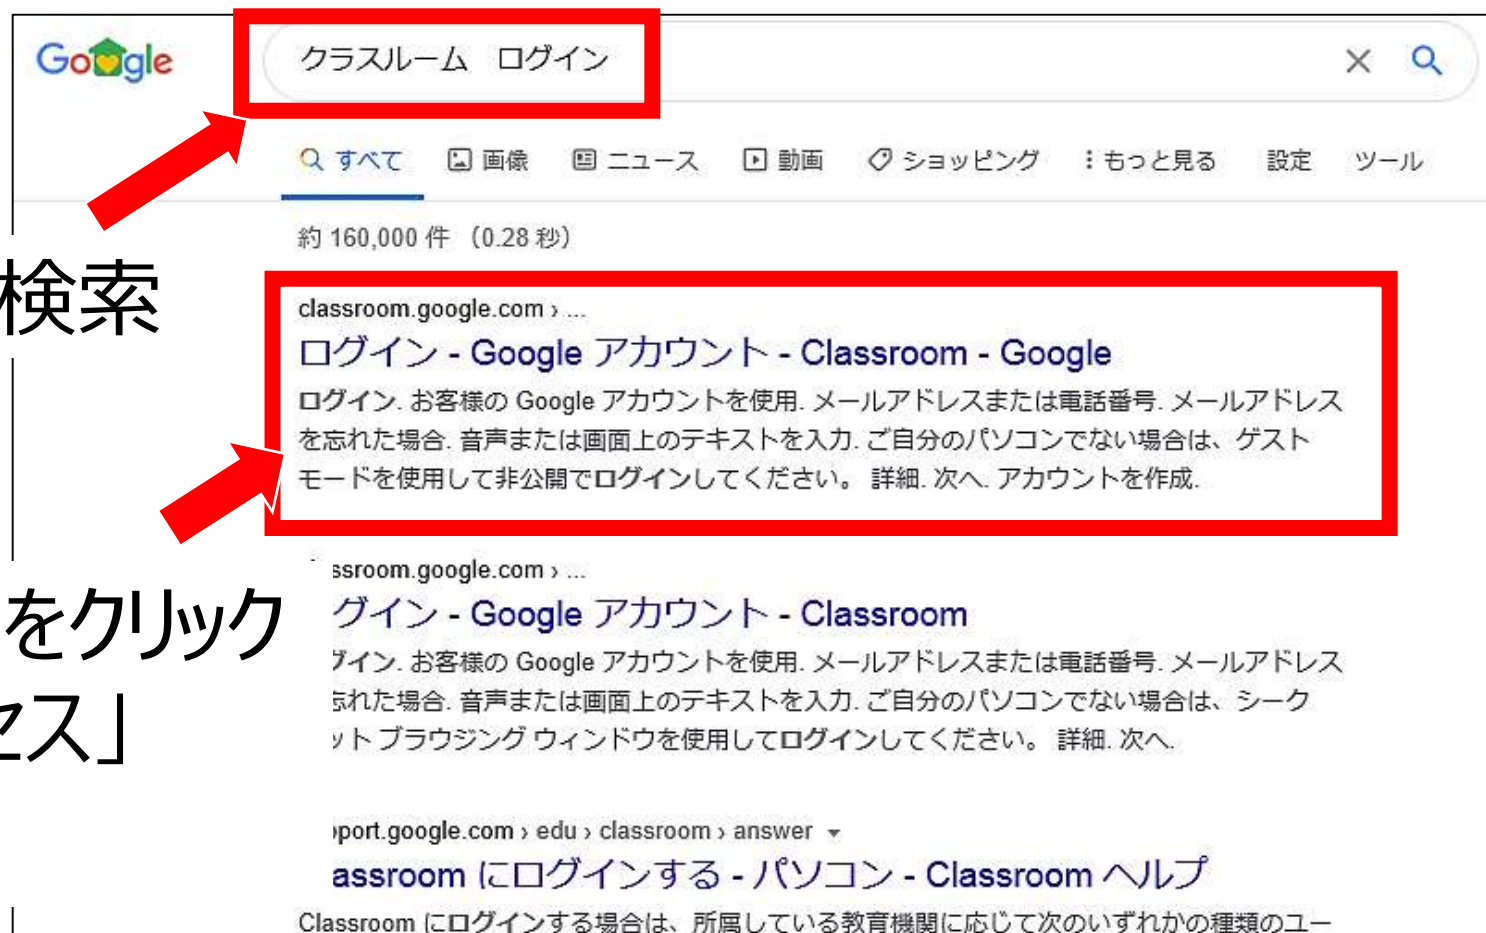 Google
クラスルーム　ログイン
すべて 画像 ニュース 動画 ショッピング もっと見る 設定 ツール
約 160,000 件 （0.28 秒）
検索
classroom.google.com › ...
ログイン - Google アカウント - Classroom - Google
ログイン. お客様の Google アカウントを使用. メールアドレスまたは電話番号. メールアドレス
を忘れた場合. 音声または画面上のテキストを入力. ご自分のパソコンでない場合は、ゲスト
モードを使用して非公開でログインしてください。 詳細. 次へ. アカウントを作成.
をクリック
セス」
ssroom.google.com › ...
グイン - Google アカウント - Classroom
グイン. お客様の Google アカウントを使用. メールアドレスまたは電話番号. メールアドレス
忘れた場合. 音声または画面上のテキストを入力. ご自分のパソコンでない場合は、シーク
ット ブラウジング ウィンドウを使用してログインしてください。 詳細. 次へ.
pport.google.com › edu › classroom › answer
assroom にログインする - パソコン - Classroom ヘルプ
Classroom にログインする場合は、所属している教育機関に応じて次のいずれかの種類のユー